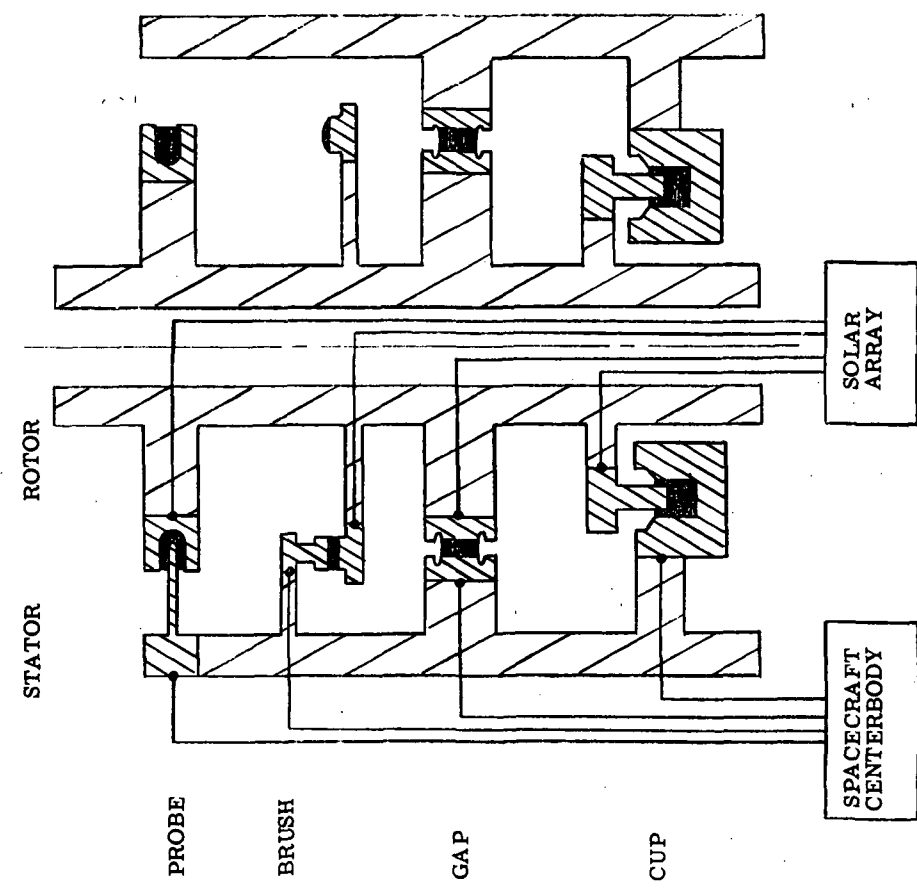 STATOR
ROTOR
PROBE
BRUSH
GAP
CUP
SPACECRAFT
CENTERBODY
SOLAR
ARRAY